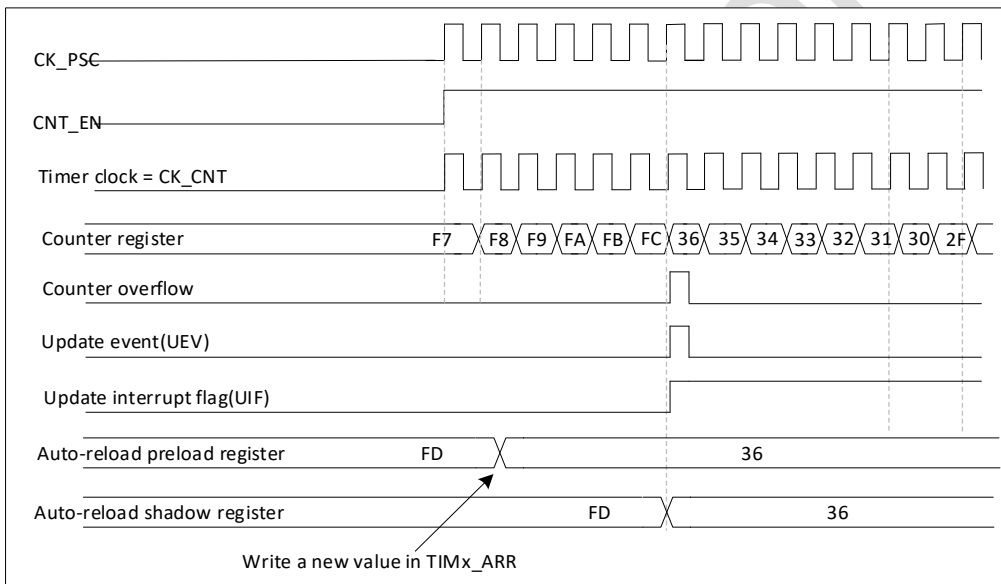 CK_PSC
CNT_EN
Timer clock = CK_CNT
Counter register F7 F8 F9 FA FB FC 36 35 34 33 32 31 30 2F
Counter overflow
Update event(UEV)
Update interrupt flag(UIF)
Auto-reload preload register FD 36
Auto-reload shadow register FD 36
Write a new value in TIMx_ARR